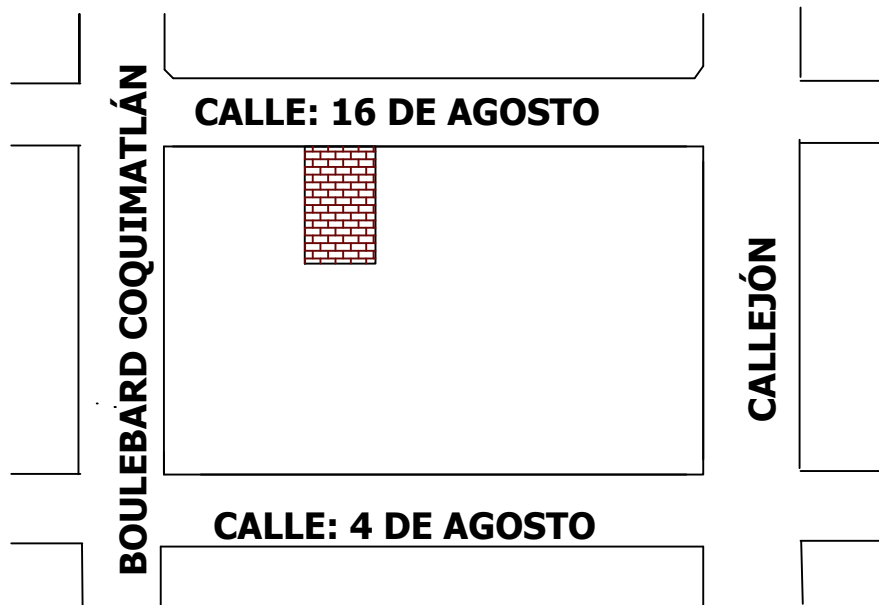 CALLE: 16 DE AGOSTO
BOULEBARD COQUIMATLÁN
CALLEJÓN
CALLE: 4 DE AGOSTO